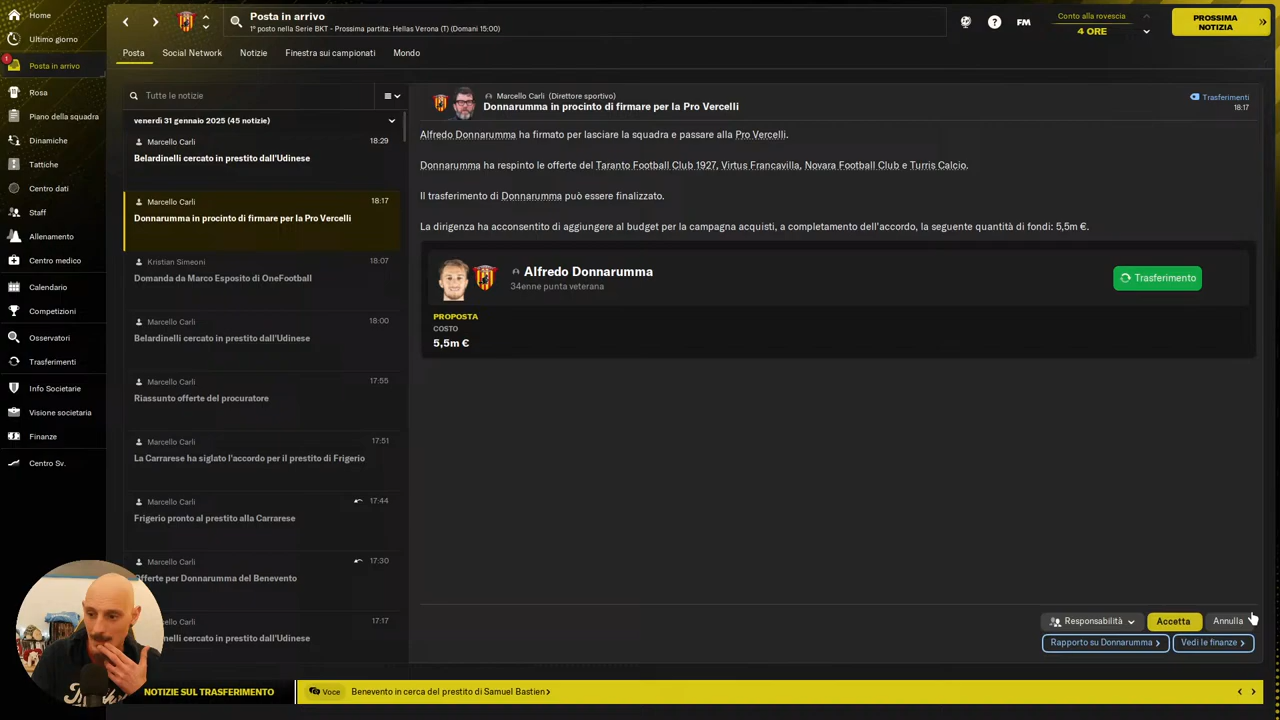 Home
Ultimo giorno
1
Posta in arrivo
Rosa
Piano della squadra
Dinamiche
Tattiche
Centro dati
Staff
Allenamento
Centro medico
Calendario
Competizioni
Osservatori
Trasferimenti
Info Societarie
Visione societaria
Finanze
Centro Sv.
Posta in arrivo
1° posto nella Serie BKT - Prossima partita: Hellas Verona (T) (Domani 15:00)
FM
Conto alla rovescia
4 ORE
PROSSIMA
NOTIZIA
Posta
Social Network
Notizie
Finestra sui campionati
Mondo
Tutte le notizie
venerdì 31 gennaio 2025 (45 notizie)
Marcello Carli 18:29
Belardinelli cercato in prestito dall'Udinese
Marcello Carli 18:17
Donnarumma in procinto di firmare per la Pro Vercelli
Kristian Simeoni 18:07
Domanda da Marco Esposito di OneFootball
Marcello Carli 18:00
Belardinelli cercato in prestito dall'Udinese
Marcello Carli 17:55
Riassunto offerte del procuratore
Marcello Carli 17:51
La Carrarese ha siglato l'accordo per il prestito di Frigerio
Marcello Carli 17:44
Frigerio pronto al prestito alla Carrarese
Marcello Carli 17:30
Offerte per Donnarumma del Benevento
Marcello Carli 17:17
rdinelli cercato in prestito dall'Udinese
Marcello Carli (Direttore sportivo)
Donnarumma in procinto di firmare per la Pro Vercelli
Trasferimenti
18:17
Alfredo Donnarumma ha firmato per lasciare la squadra e passare alla Pro Vercelli.
Donnarumma ha respinto le offerte del Taranto Football Club 1927, Virtus Francavilla, Novara Football Club e Turris Calcio.
Il trasferimento di Donnarumma può essere finalizzato.
La dirigenza ha acconsentito di aggiungere al budget per la campagna acquisti, a completamento dell'accordo, la seguente quantità di fondi: 5,5m €.
Alfredo Donnarumma
34enne punta veterana
Trasferimento
PROPOSTA
COSTO
5,5m €
Responsabilità
Accetta
Annulla
Rapporto su Donnarumma
Vedi le finanze
NOTIZIE SUL TRASFERIMENTO
Voce
Benevento in cerca del prestito di Samuel Bastien